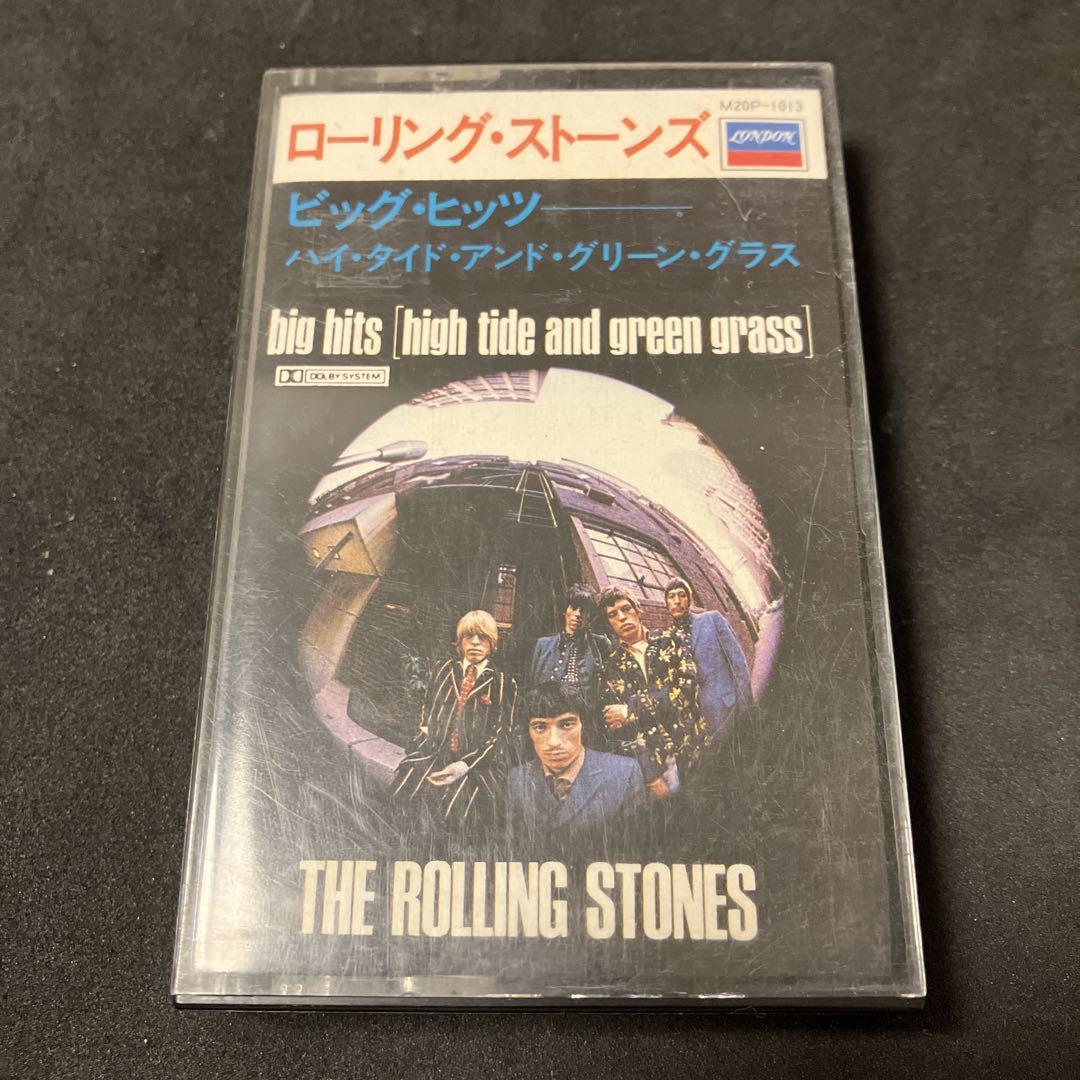 M20P-1013
ローリング・ストーンズ
LONDON
ビッグ・ヒッツ
ハイ・タイド・アンド・グリーン・グラス
big hits [high tide and green grass]
DOLBY SYSTEM
THE ROLLING STONES